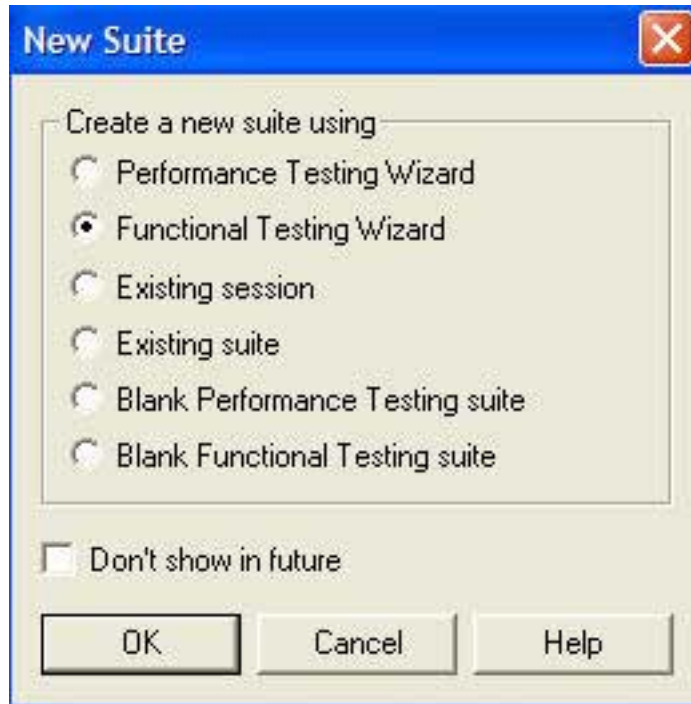 New Suite
Create a new suite using
Performance Testing Wizard
Functional Testing Wizard
Existing session
Existing suite
Blank Performance Testing suite
Blank Functional Testing suite
Don't show in future
OK Cancel Help